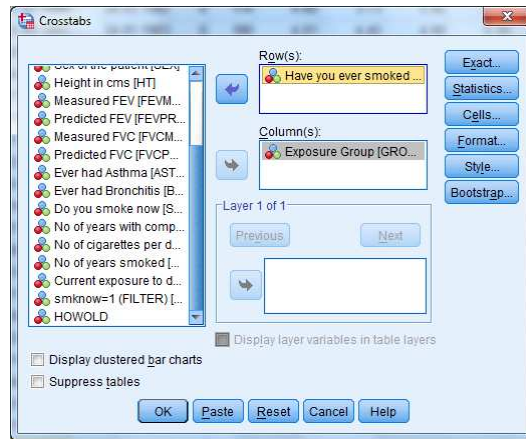 Crosstabs
Sex of the patient [SEX]
Height in cms [HT]
Measured FEV [FEVM...
Predicted FEV [FEVPR...
Measured FVC [FVCM...
Predicted FVC [FVCP...
Ever had Asthma [AST...
Ever had Bronchitis [B...
Do you smoke now [S...
No of years with comp...
No of cigarettes per d...
No of years smoked [...
Current exposure to d...
smknow=1 (FILTER) [...
HOWOLD
Row(s):
Have you ever smoked ...
Column(s):
Exposure Group [GRO...
Layer 1 of 1
Previous
Next
Display layer variables in table layers
Exact...
Statistics...
Cells...
Format...
Style...
Bootstrap...
Display clustered bar charts
Suppress tables
OK
Paste
Reset
Cancel
Help